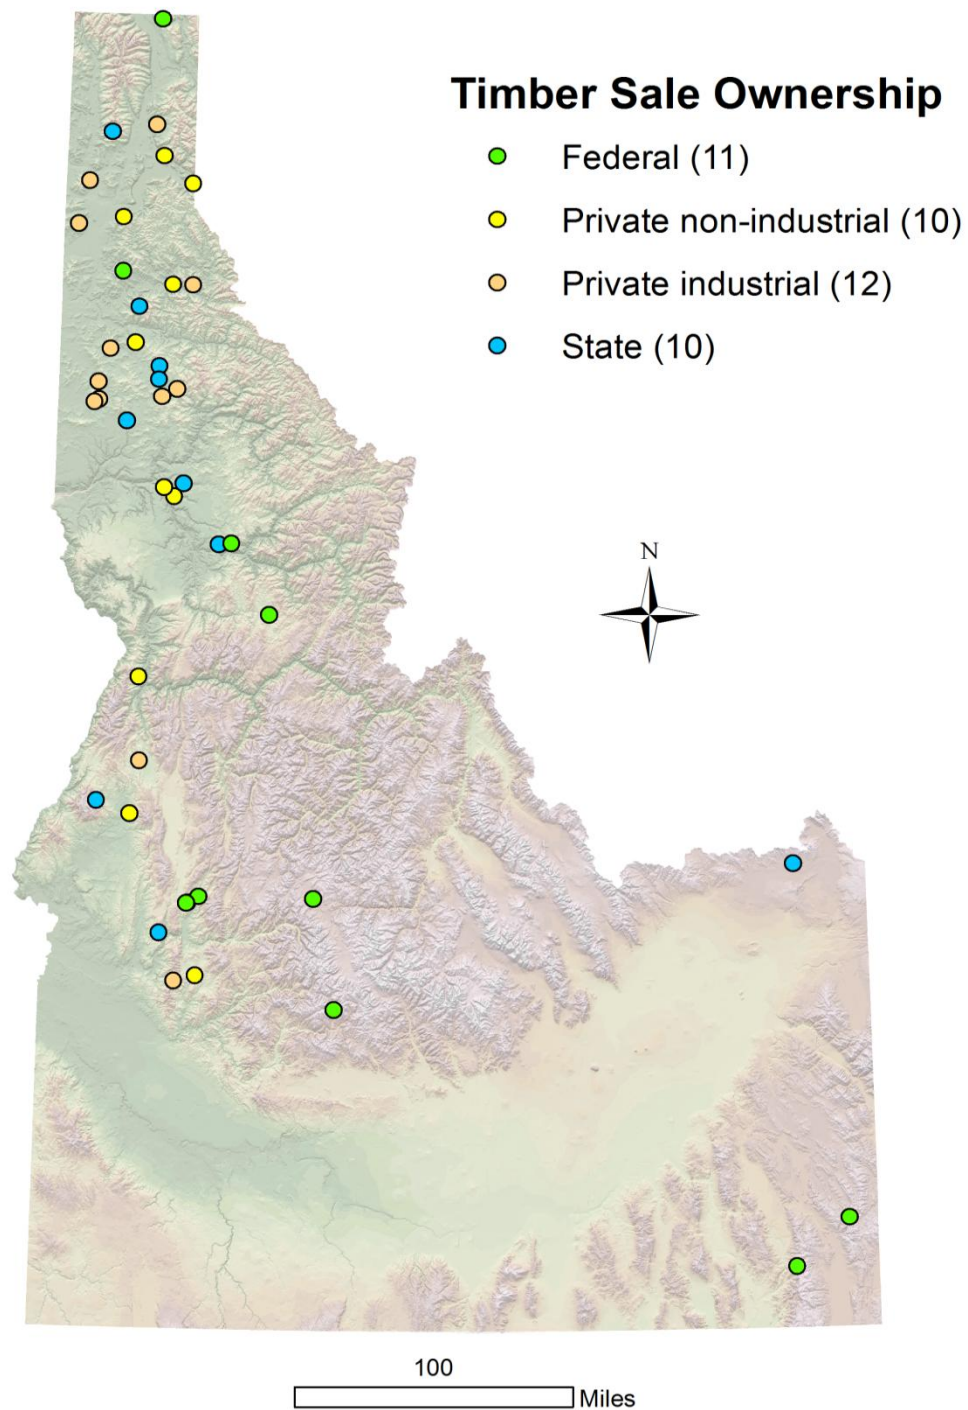 Timber Sale Ownership
Federal (11)
Private non-industrial (10)
Private industrial (12)
State (10)
N
100
Miles